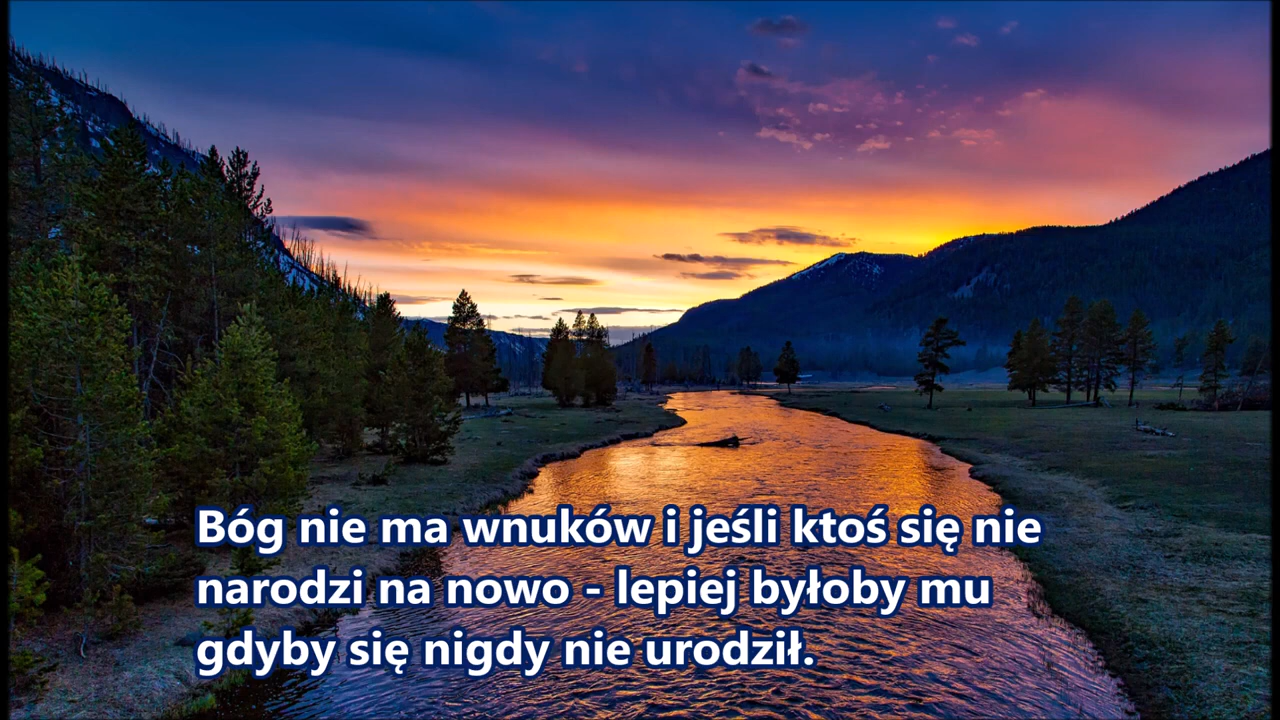 Bóg nie ma wnuków i jeśli ktoś się nie
narodzi na nowo - lepiej byłoby mu
gdyby się nigdy nie urodził.